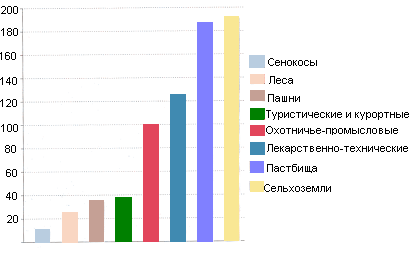 200
180
160
140
120
100
80
60
40
20
Сенокосы
Леса
Пашни
Туристические и курортные
Охотничье-промысловые
Лекарственно-технические
Пастбища
Сельхоземли